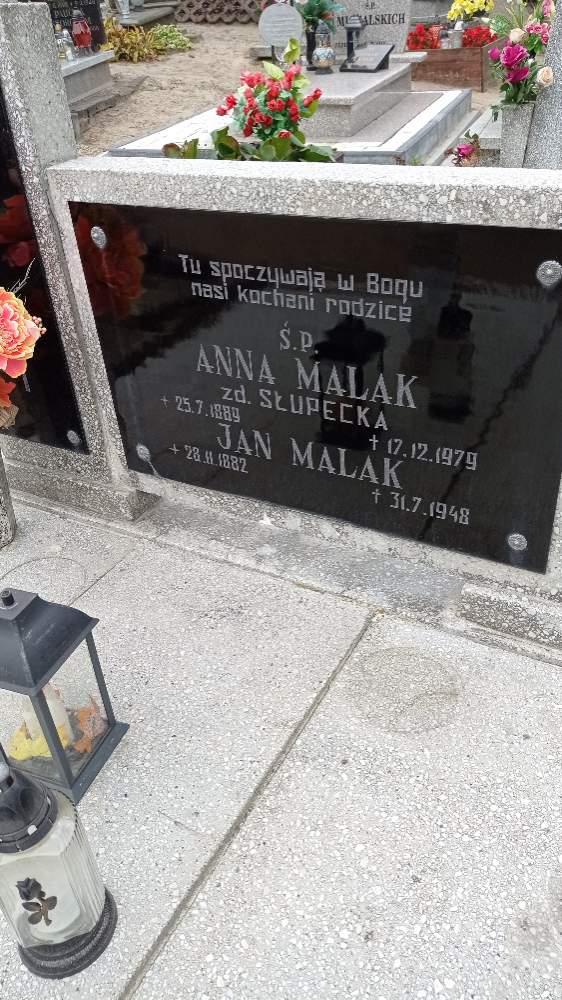 Ś.P.
MICHALSKICH
Tu spoczywają w Bogu
nasi kochani rodzice
Ś.P.
ANNA MALAK
zd. SŁUPECKA
+ 25.7.1889 + 17.12.1979
JAN MALAK
+ 28.11.1882 + 31.7.1948